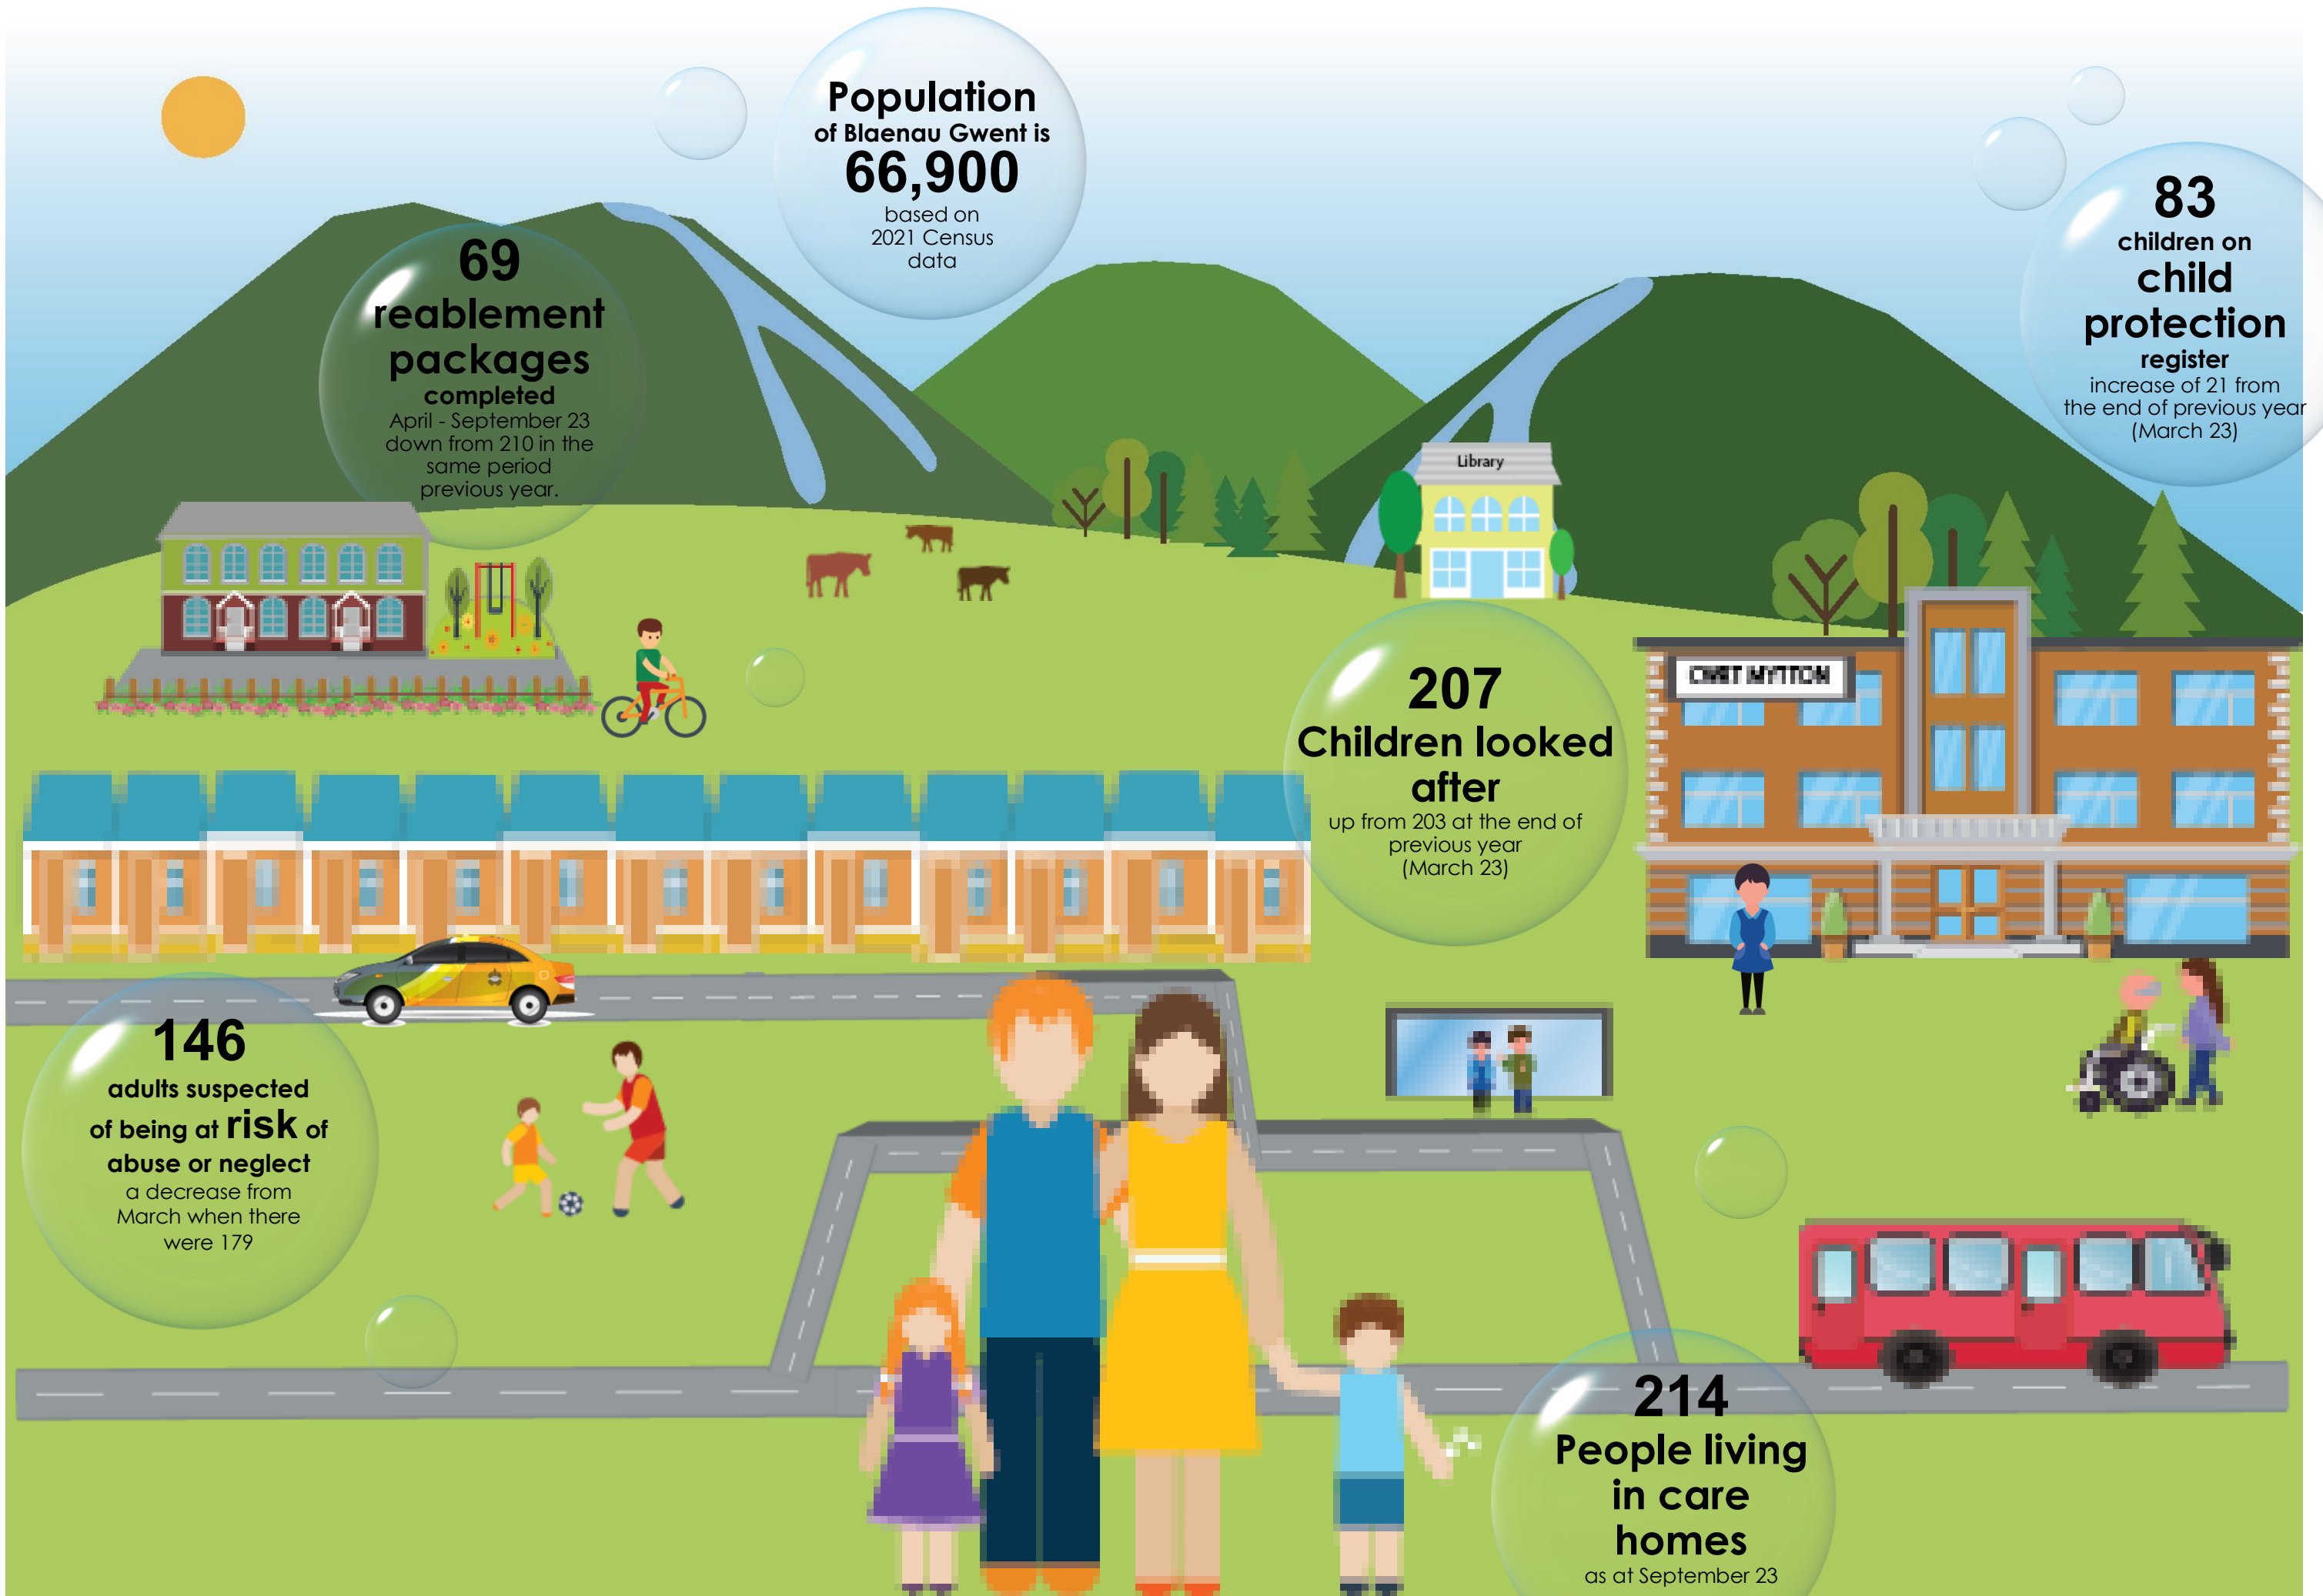 Population
of Blaenau Gwent is
66,900
based on
2021 Census
data
83
children on
child
protection
register
increase of 21 from
the end of previous year
(March 23)
69
reablement
packages
completed
April - September 23
down from 210 in the
same period
previous year.
Library
207
Children looked
after
up from 203 at the end of
previous year
(March 23)
CWRT MYTTON
146
adults suspected
of being at risk of
abuse or neglect
a decrease from
March when there
were 179
214
People living
in care
homes
as at September 23